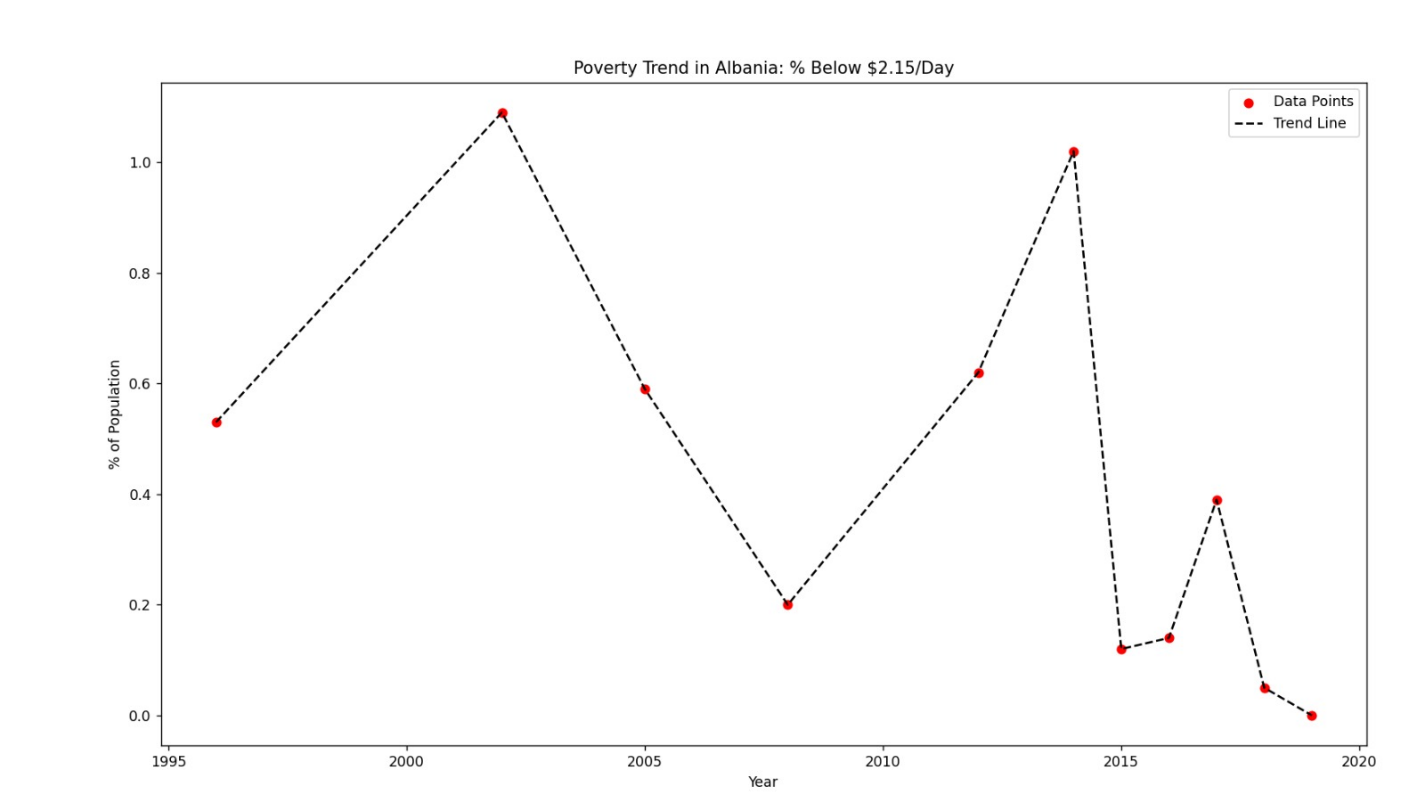 Poverty Trend in Albania: % Below $2.15/Day
Data Points
Trend Line
% of Population
1.0
0.8
0.6
0.4
0.2
0.0
1995 2000 2005 2010 2015 2020
Year